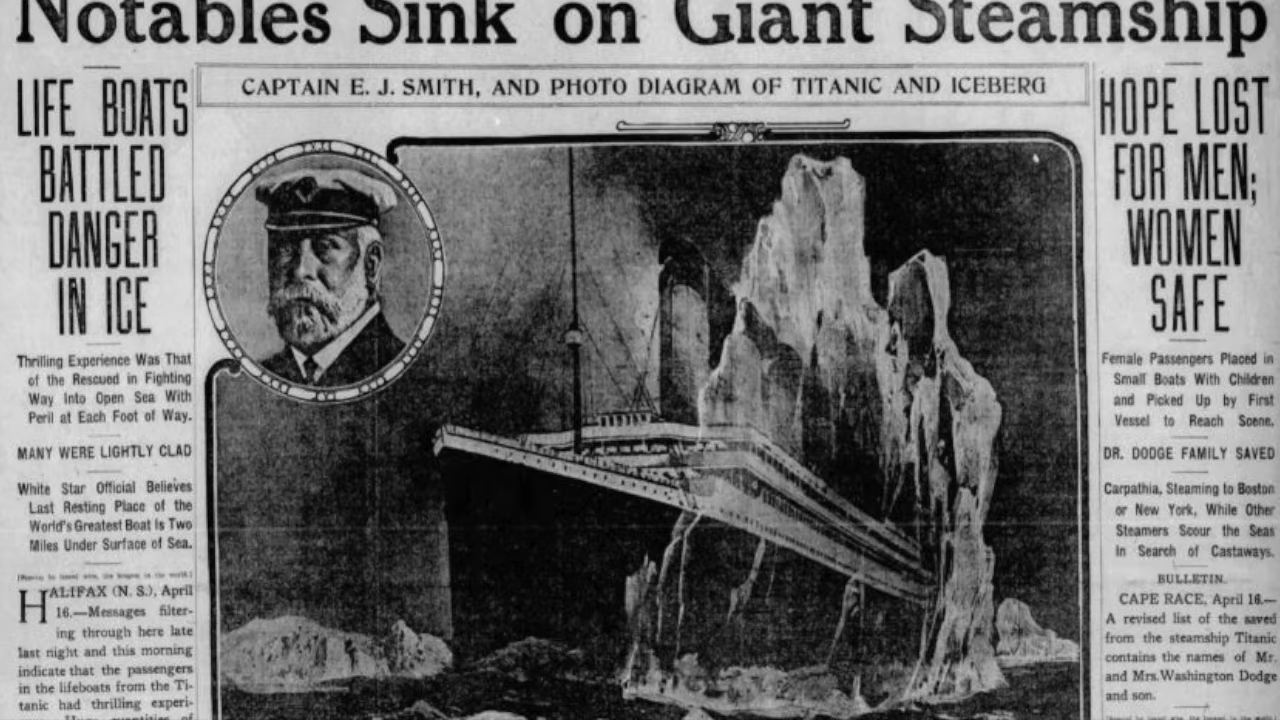 Notables Sink on Giant Steamship
CAPTAIN E. J. SMITH, AND PHOTO DIAGRAM OF TITANIC AND ICEBERG
LIFE BOATS
BATTLED
DANGER
IN ICE
Thrilling Experience Was That
of the Rescued in Fighting
Way Into Open Sea With
Peril at Each Foot of Way.
MANY WERE LIGHTLY CLAD
White Star Official Believes
Last Resting Place of the
World's Greatest Boat Is Two
Miles Under Surface of Sea.
HALIFAX (N. S.), April
16.—Messages filter-
ing through here late
last night and this morning
indicate that the passengers
in the lifeboats from the Ti-
tanic had thrilling experi-
HOPE LOST
FOR MEN;
WOMEN
SAFE
Female Passengers Placed in
Small Boats With Children
and Picked Up by First
Vessel to Reach Scene.
DR. DODGE FAMILY SAVED
Carpathia, Steaming to Boston
or New York, While Other
Steamers Scour the Seas
In Search of Castaways.
BULLETIN.
CAPE RACE, April 16.—
A revised list of the saved
from the steamship Titanic
contains the names of Mr.
and Mrs. Washington Dodge
and son.